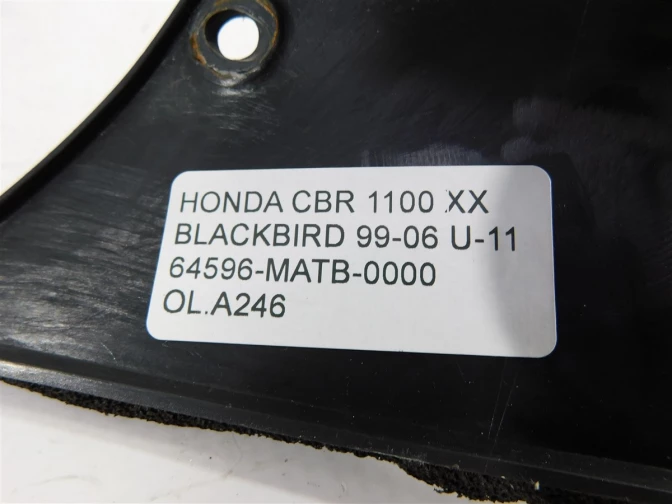 HONDA CBR 1100 XX
BLACKBIRD 99-06 U-11
64596-MATB-0000
OL.A246